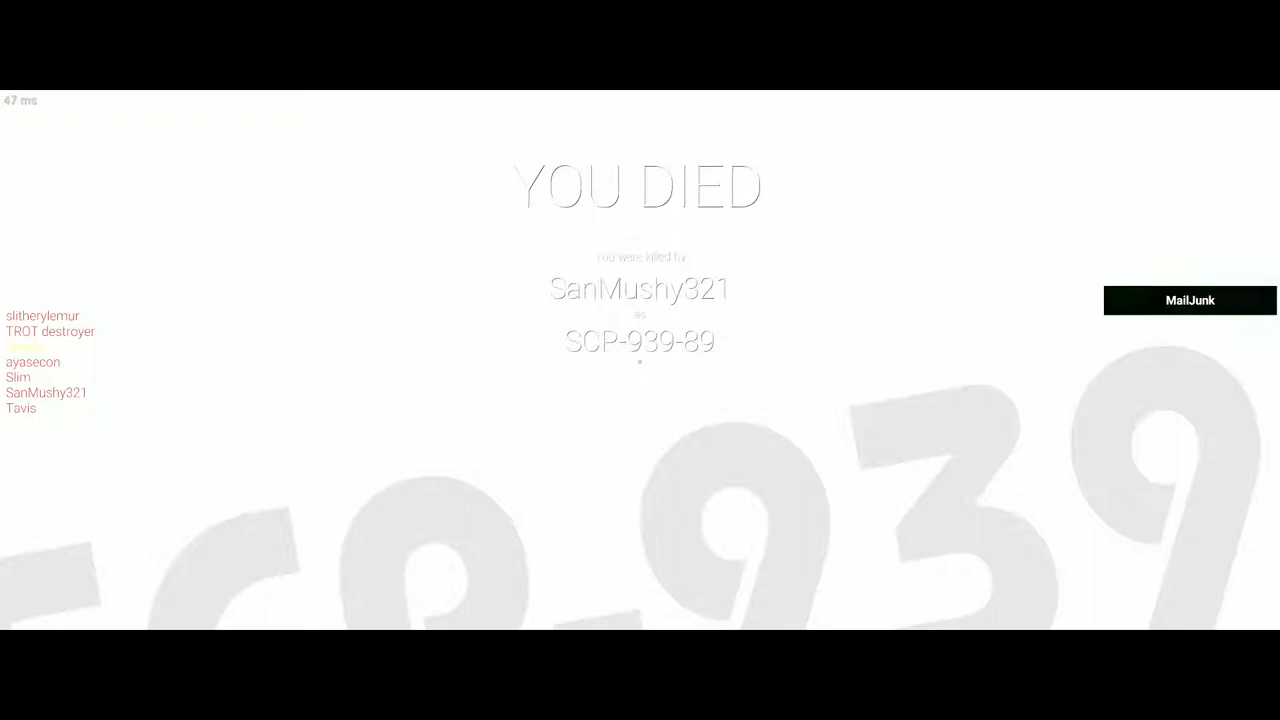 47 ms
YOU DIED
You were killed by
SanMushy321
as
SCP-939-89
MailJunk
slitherylemur
TROT destroyer
ayasecon
Slim
SanMushy321
Tavis
SCP-939